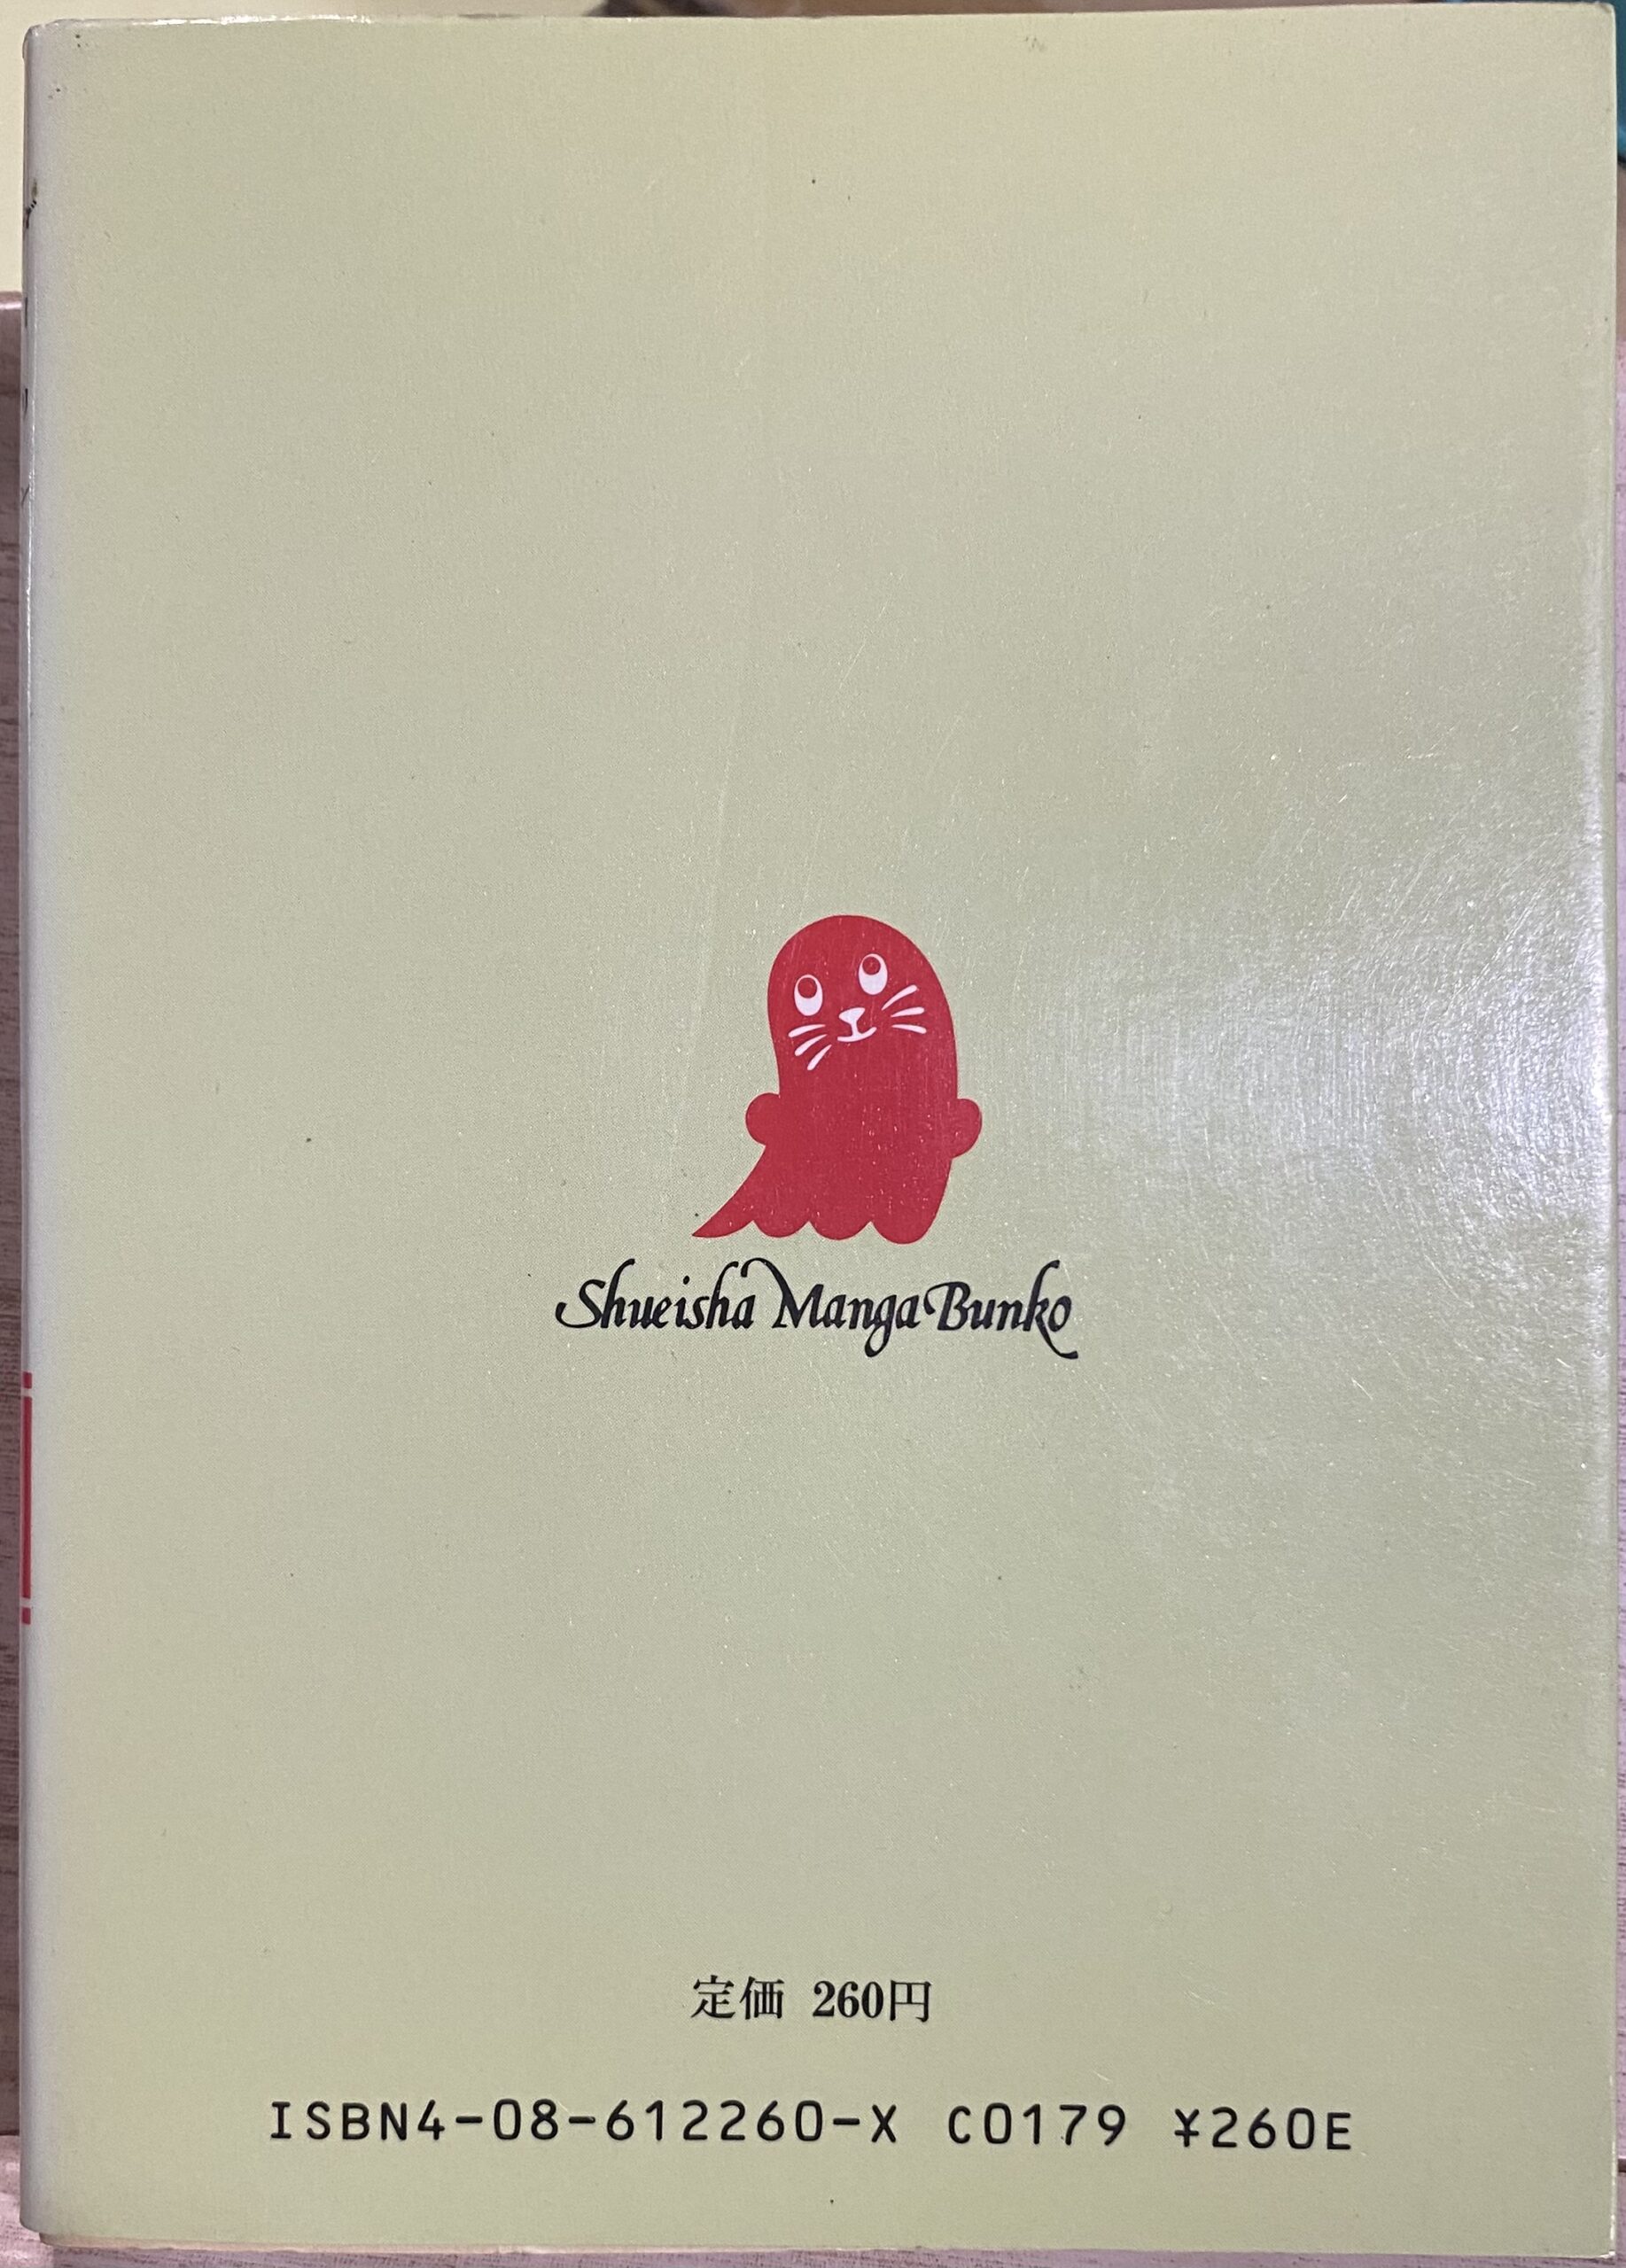 Shueisha Manga Bunko
定価 260円
ISBN4-08-612260-X C0179 ¥260E